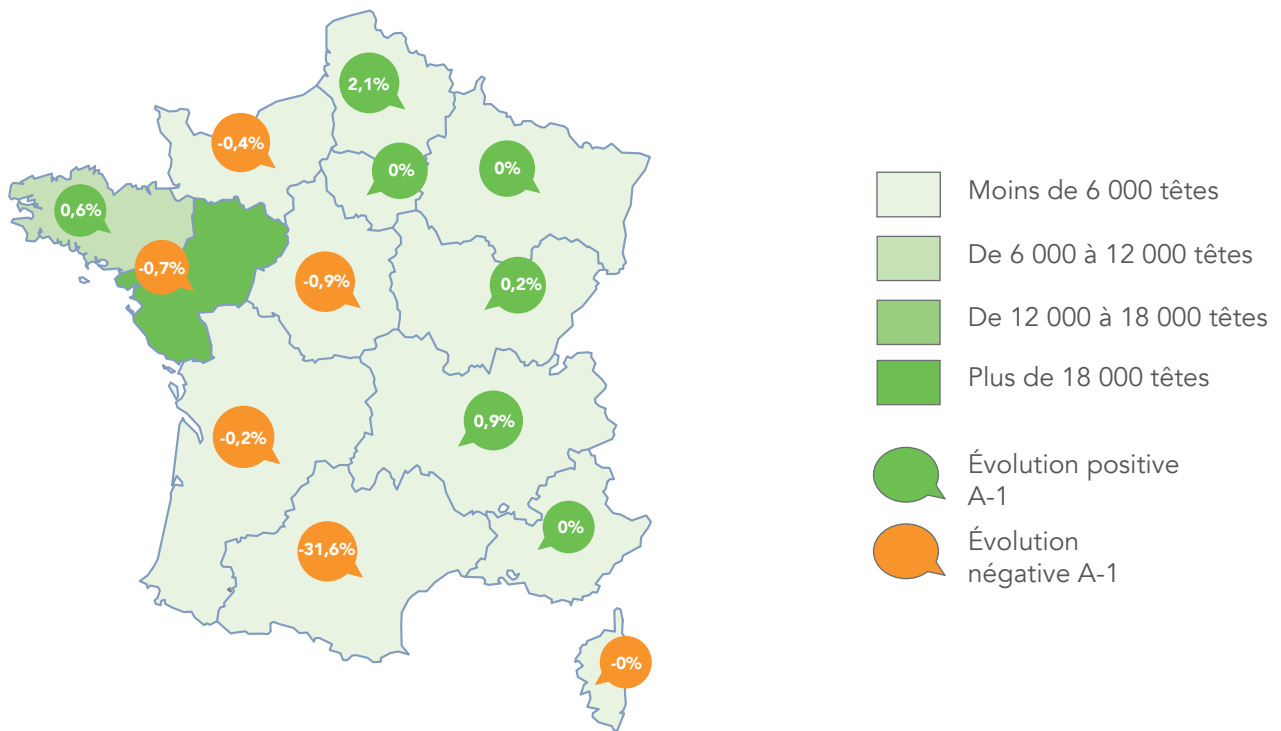 2,1%
-0,4%
0%
0%
0,6%
-0,7%
-0,9%
0,2%
-0,2%
0,9%
-31,6%
0%
-0%
Moins de 6 000 têtes
De 6 000 à 12 000 têtes
De 12 000 à 18 000 têtes
Plus de 18 000 têtes
Évolution positive
A-1
Évolution
négative A-1